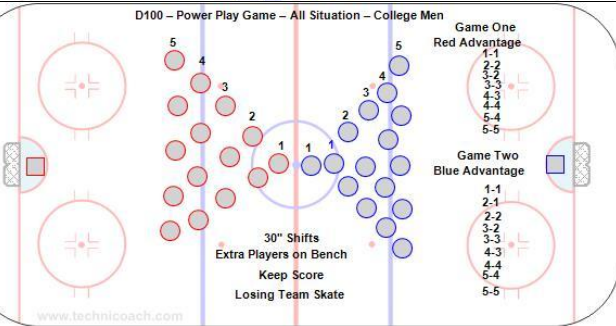 D100 – Power Play Game – All Situation – College Men
Game One
Red Advantage
1-1
2-2
3-2
3-3
4-3
4-4
5-4
5-5
Game Two
Blue Advantage
1-1
2-1
2-2
3-2
3-3
4-3
4-4
5-4
5-5
5
4
3
2
1
1
1
2
3
4
5
30" Shifts
Extra Players on Bench
Keep Score
Losing Team Skate
www.technicoach.com